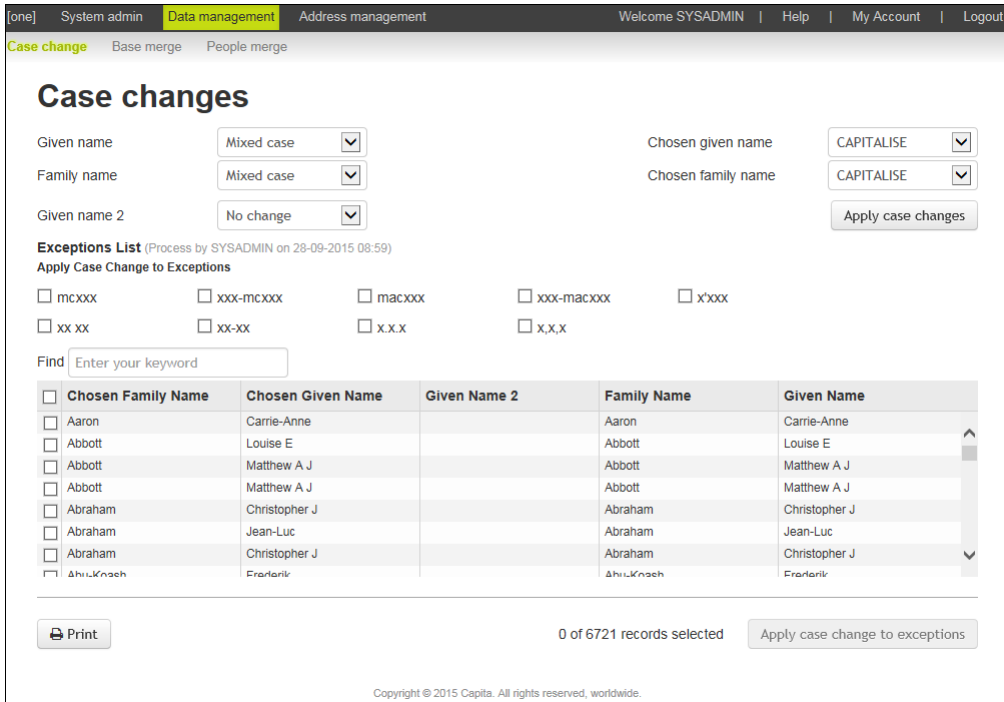 [one] System admin Data management Address management Welcome SYSADMIN | Help | My Account | Logout
Case change Base merge People merge
Case changes
Given name Mixed case Chosen given name CAPITALISE
Family name Mixed case Chosen family name CAPITALISE
Given name 2 No change Apply case changes
Exceptions List (Process by SYSADMIN on 28-09-2015 08:59)
Apply Case Change to Exceptions
mcxxx xxx-mcxxx macxxx xxx-macxxx x'xxx
xx xx xx-xx x.x.x x,x,x
Find Enter your keyword
Chosen Family Name Chosen Given Name Given Name 2 Family Name Given Name
Aaron Carrie-Anne Aaron Carrie-Anne
Abbott Louise E Abbott Louise E
Abbott Matthew A J Abbott Matthew A J
Abbott Matthew A J Abbott Matthew A J
Abraham Christopher J Abraham Christopher J
Abraham Jean-Luc Abraham Jean-Luc
Abraham Christopher J Abraham Christopher J
Abu-Koash Frederik Abu-Koash Frederik
Print 0 of 6721 records selected Apply case change to exceptions
Copyright © 2015 Capita. All rights reserved, worldwide.